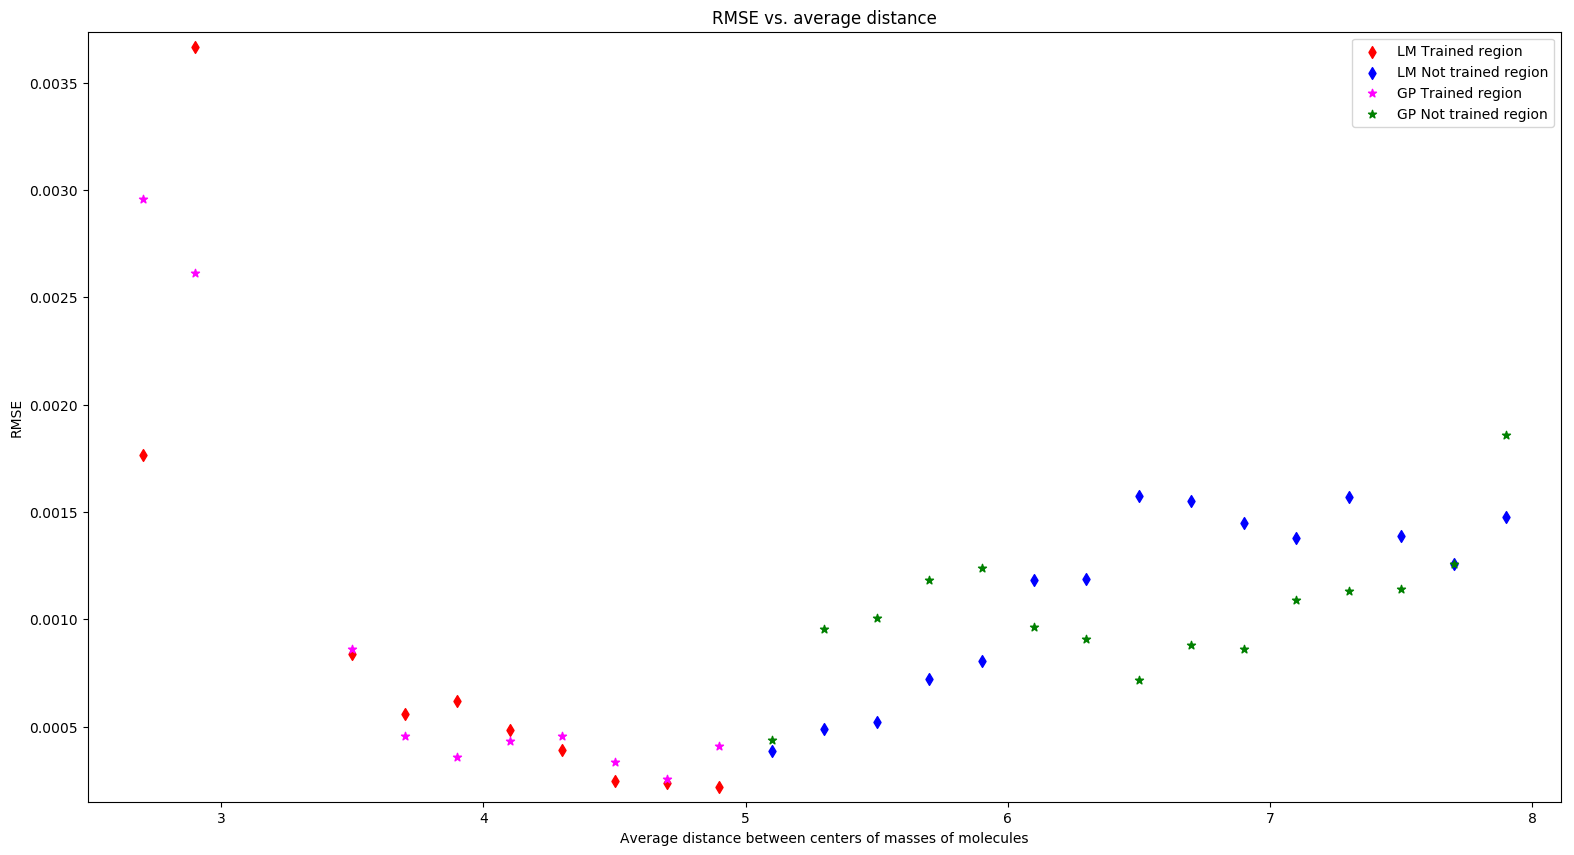 RMSE vs. average distance
LM Trained region
LM Not trained region
GP Trained region
GP Not trained region
RMSE
0.0035
0.0030
0.0025
0.0020
0.0015
0.0010
0.0005
3
4
5
6
7
8
Average distance between centers of masses of molecules